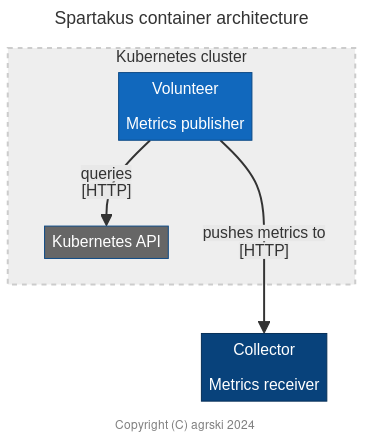 Spartakus container architecture
Kubernetes cluster
Volunteer
Metrics publisher
queries
[HTTP]
Kubernetes API
pushes metrics to
[HTTP]
Collector
Metrics receiver
Copyright (C) agrski 2024